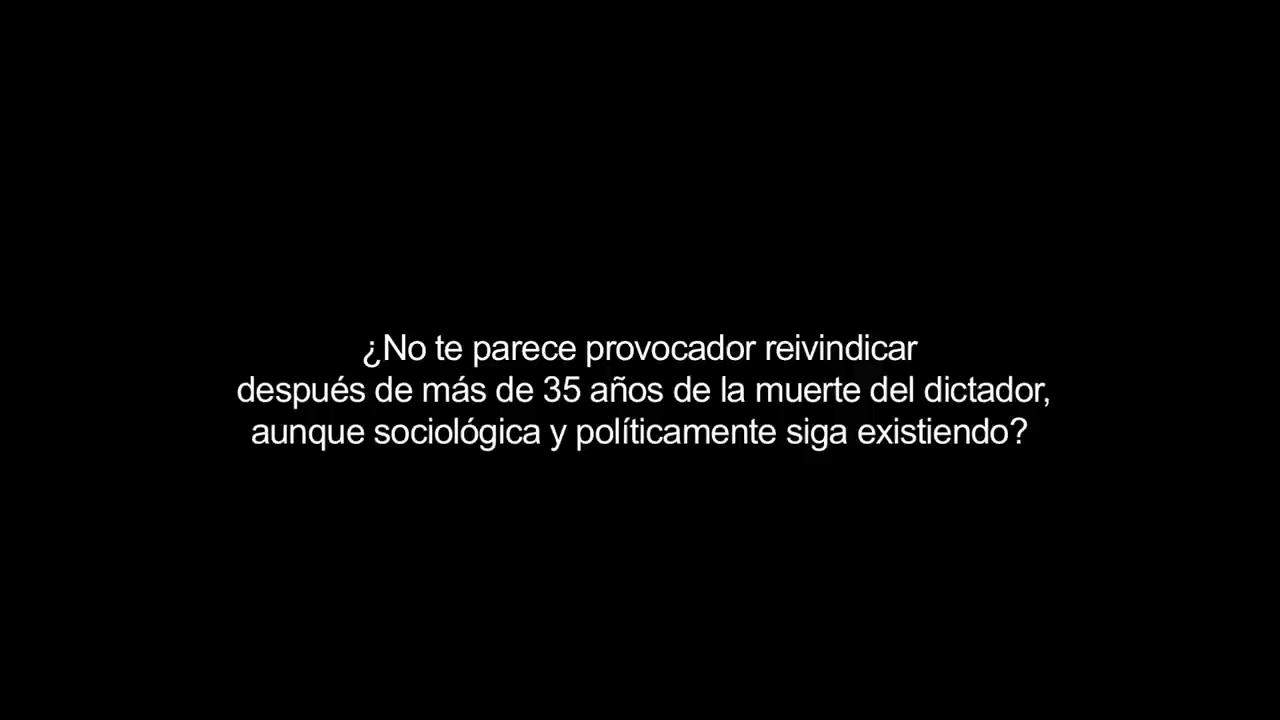 ¿No te parece provocador reivindicar
después de más de 35 años de la muerte del dictador,
aunque sociológica y políticamente siga existiendo?